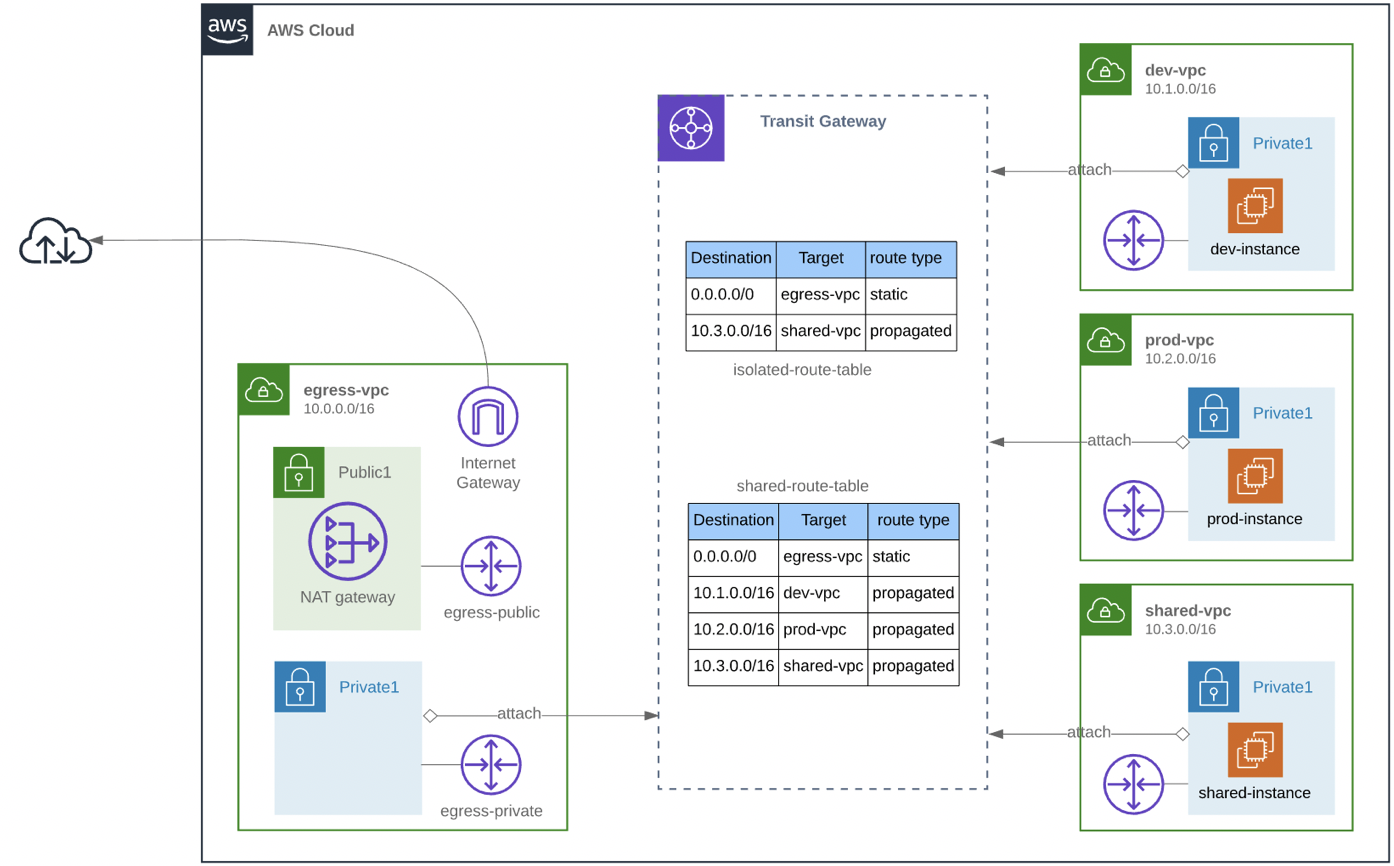 aws
AWS Cloud
dev-vpc
10.1.0.0/16
Private1
attach
dev-instance
Transit Gateway
Destination Target route type
0.0.0.0/0 egress-vpc static
10.3.0.0/16 shared-vpc propagated
isolated-route-table
prod-vpc
10.2.0.0/16
Private1
attach
prod-instance
egress-vpc
10.0.0.0/16
Internet
Gateway
Public1
NAT gateway
egress-public
shared-route-table
Destination Target route type
0.0.0.0/0 egress-vpc static
10.1.0.0/16 dev-vpc propagated
10.2.0.0/16 prod-vpc propagated
10.3.0.0/16 shared-vpc propagated
shared-vpc
10.3.0.0/16
Private1
attach
shared-instance
Private1
attach
egress-private